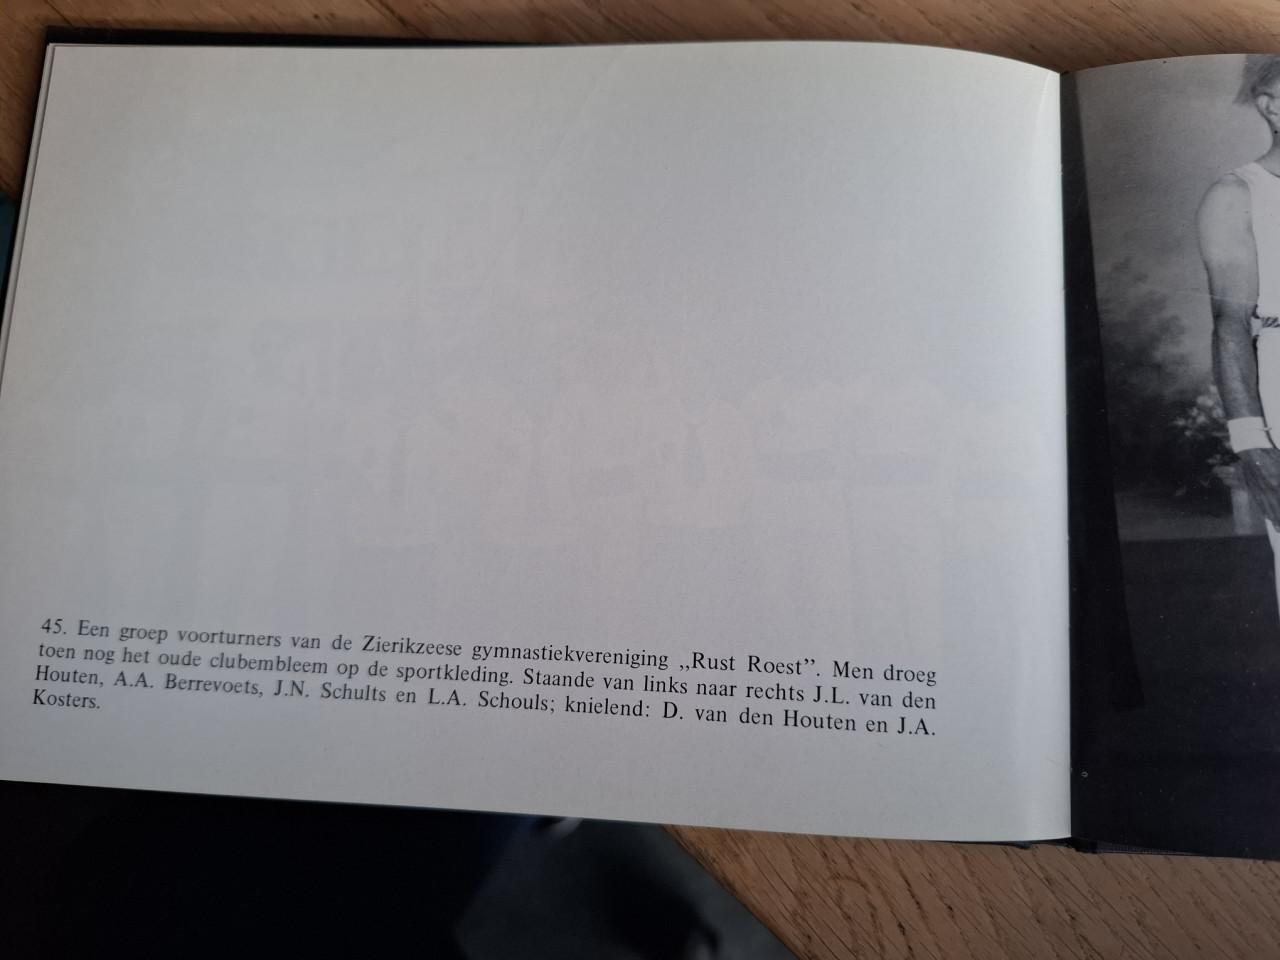 45. Een groep voorturners van de Zierikzeese gymnastiekvereniging ,,Rust Roest”. Men droeg
toen nog het oude clubembleem op de sportkleding. Staande van links naar rechts J.L. van den
Houten, A.A. Berrevoets, J.N. Schults en L.A. Schouls; knielend: D. van den Houten en J.A.
Kosters.